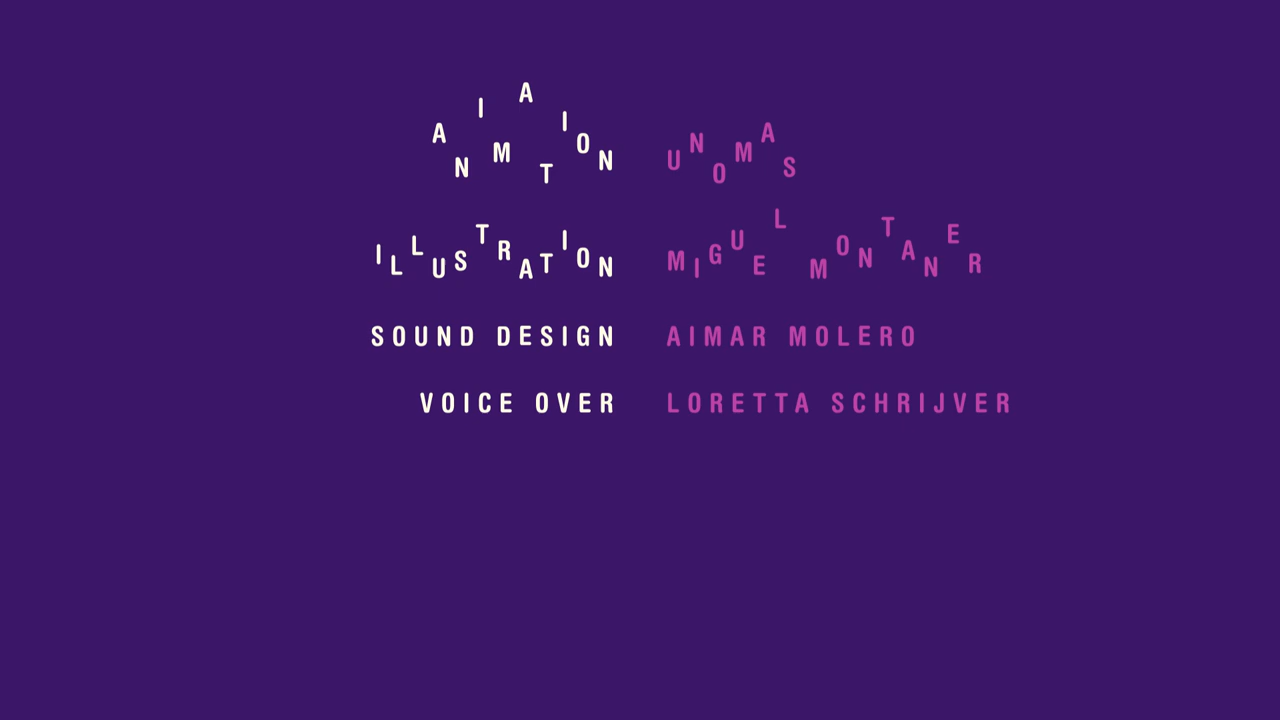 ANIMATION UNOMAS
ILLUSTRATION MIGUEL MONTANER
SOUND DESIGN AIMAR MOLERO
VOICE OVER LORETTA SCHRIJVER